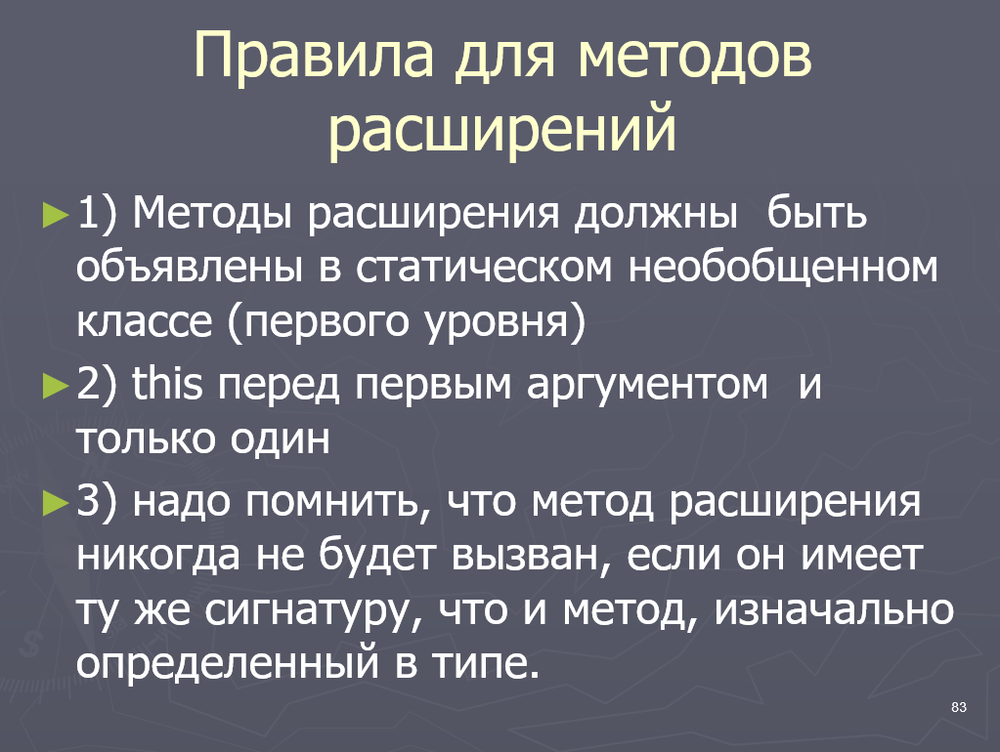 Правила для методов
расширений
►1) Методы расширения должны  быть
объявлены в статическом необобщенном
классе (первого уровня)
►2) this перед первым аргументом  и
только один
►3) надо помнить, что метод расширения
никогда не будет вызван, если он имеет
ту же сигнатуру, что и метод, изначально
определенный в типе.
83